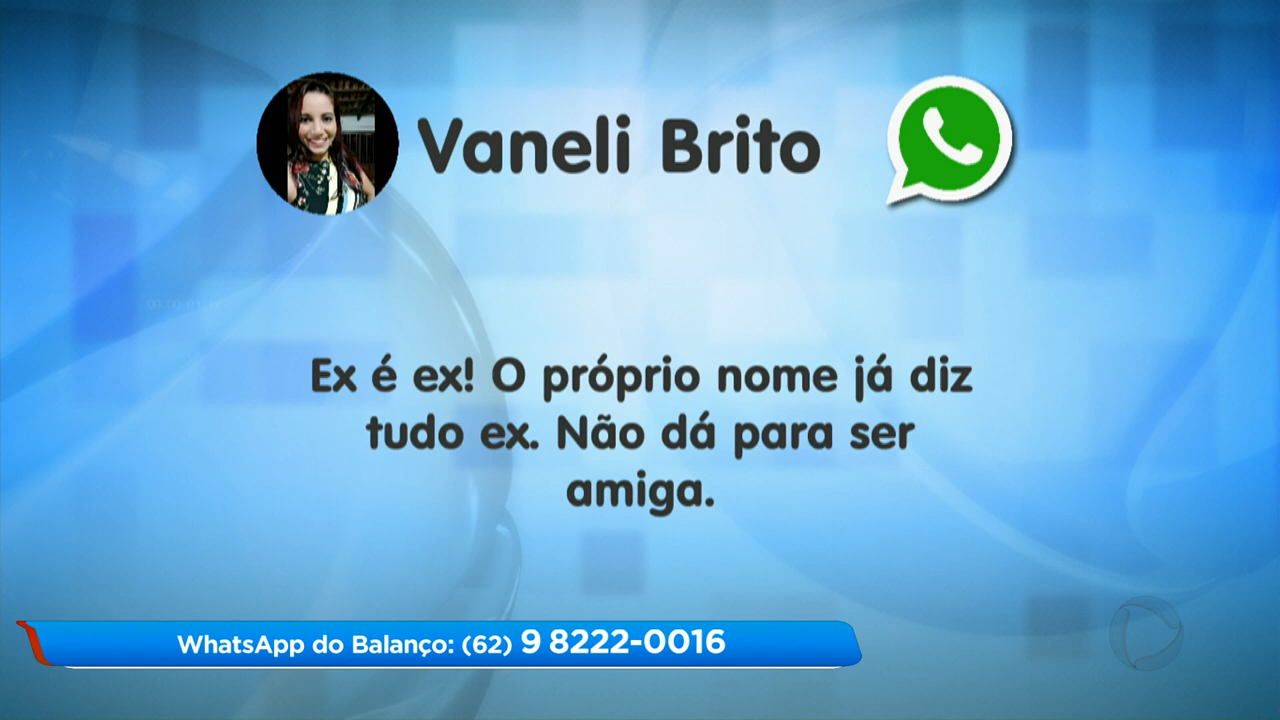 Vaneli Brito
Ex é ex! O próprio nome já diz
tudo ex. Não dá para ser
amiga.
WhatsApp do Balanço: (62) 9 8222-0016